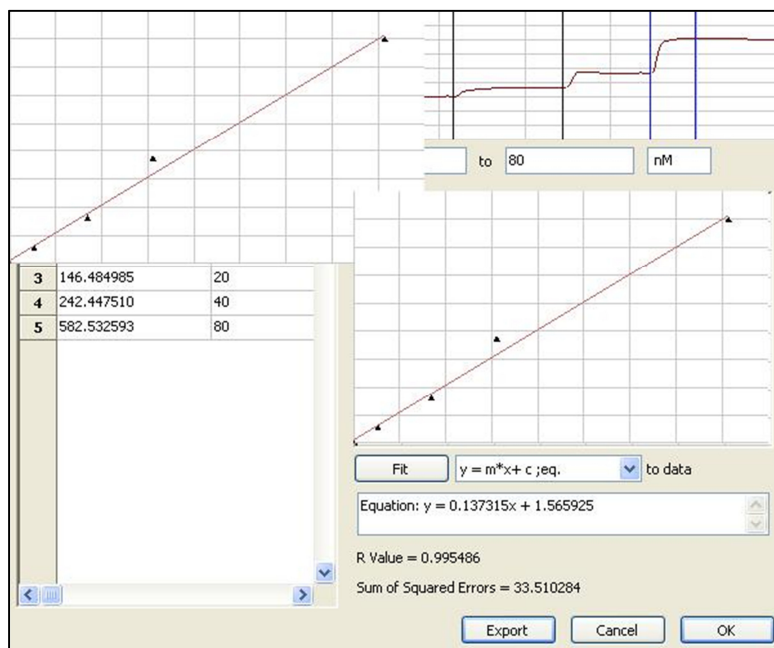 to 80 nM
3 146.484985 20
4 242.447510 40
5 582.532593 80
Fit y = m*x+ c ;eq. to data
Equation: y = 0.137315x + 1.565925
R Value = 0.995486
Sum of Squared Errors = 33.510284
Export Cancel OK